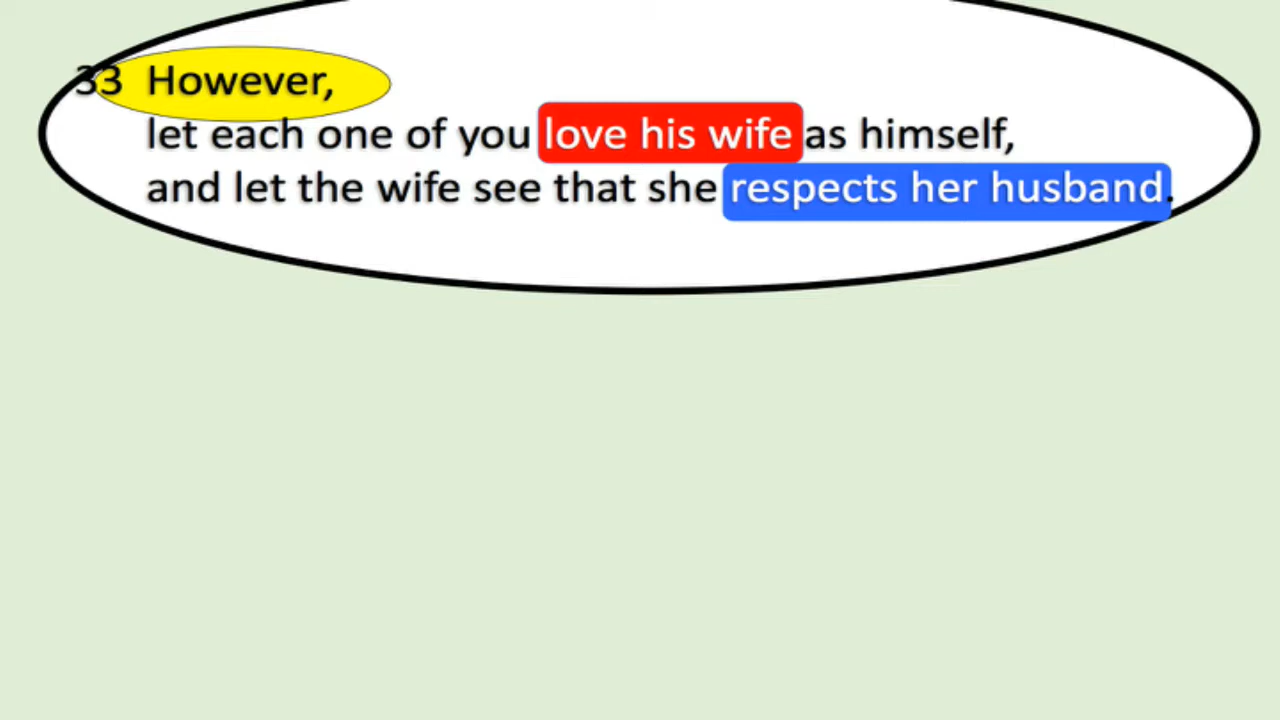 33 However,
let each one of you love his wife as himself,
and let the wife see that she respects her husband.